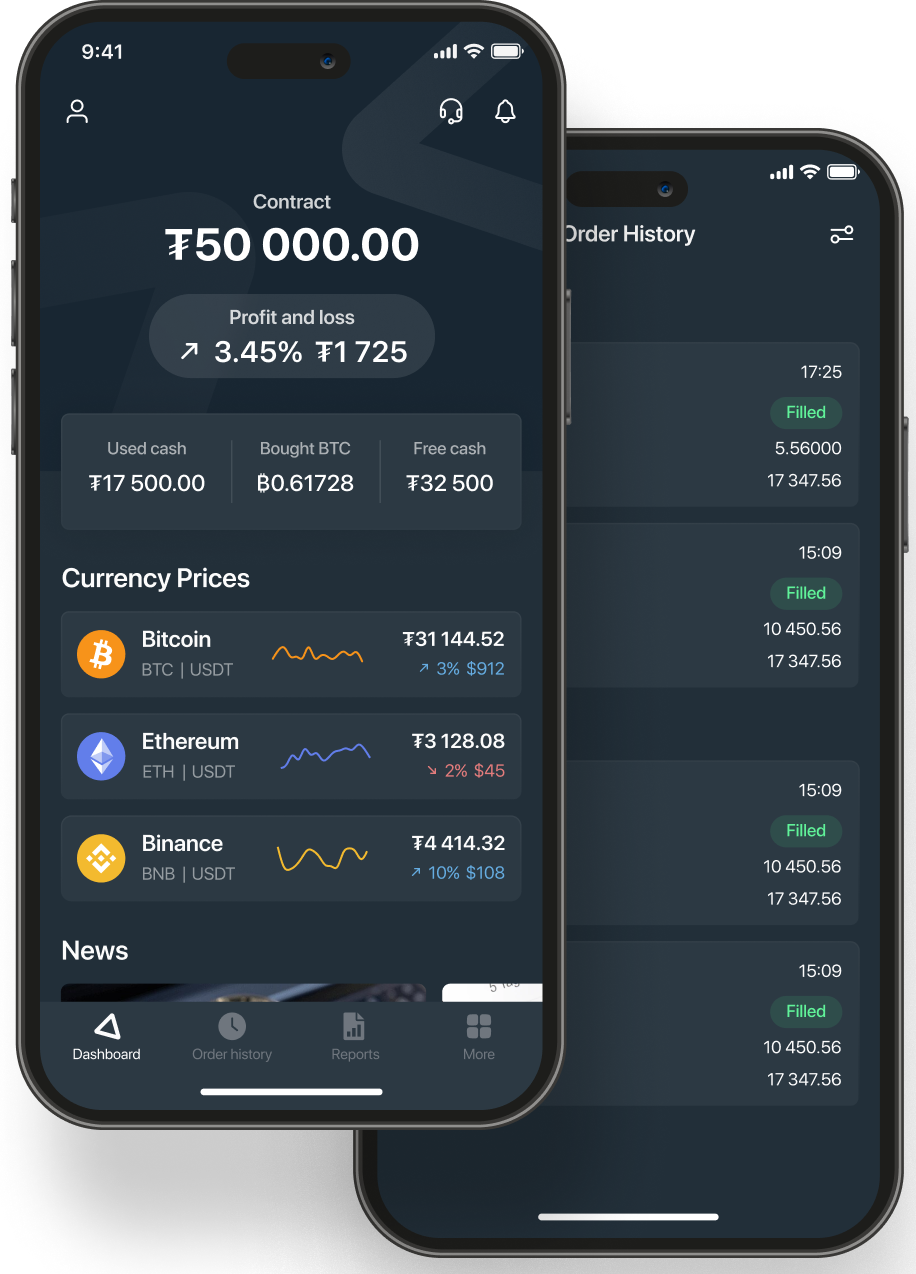 9:41
Contract
₮50 000.00
Profit and loss
↗ 3.45% ₮1 725
Used cash
₮17 500.00
Bought BTC
₿0.61728
Free cash
₮32 500
Currency Prices
Bitcoin
₮31 144.52
BTC | USDT
↗ 3% $912
Ethereum
₮3 128.08
ETH | USDT
↘ 2% $45
Binance
₮4 414.32
BNB | USDT
↗ 10% $108
News
Dashboard
Order history
Reports
More
Order History
17:25
Filled
5.56000
17 347.56
15:09
Filled
10 450.56
17 347.56
15:09
Filled
10 450.56
17 347.56
15:09
Filled
10 450.56
17 347.56